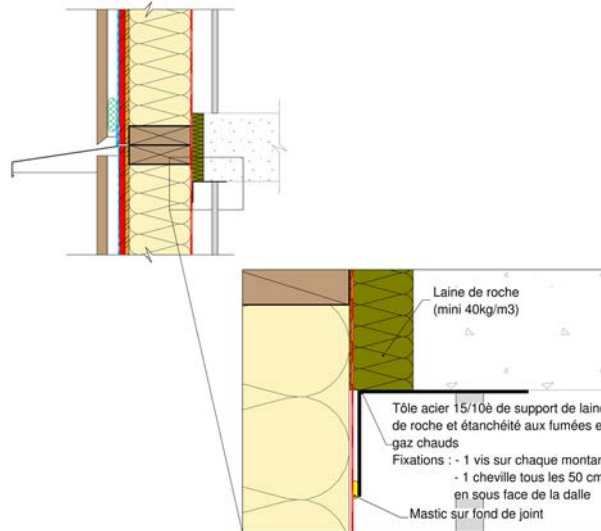 Laine de roche
(mini 40kg/m3)
Tôle acier 15/10è de support de laine
de roche et étanchéité aux fumées e
gaz chauds
Fixations : - 1 vis sur chaque montan
- 1 cheville tous les 50 cm
en sous face de la dalle
Mastic sur fond de joint